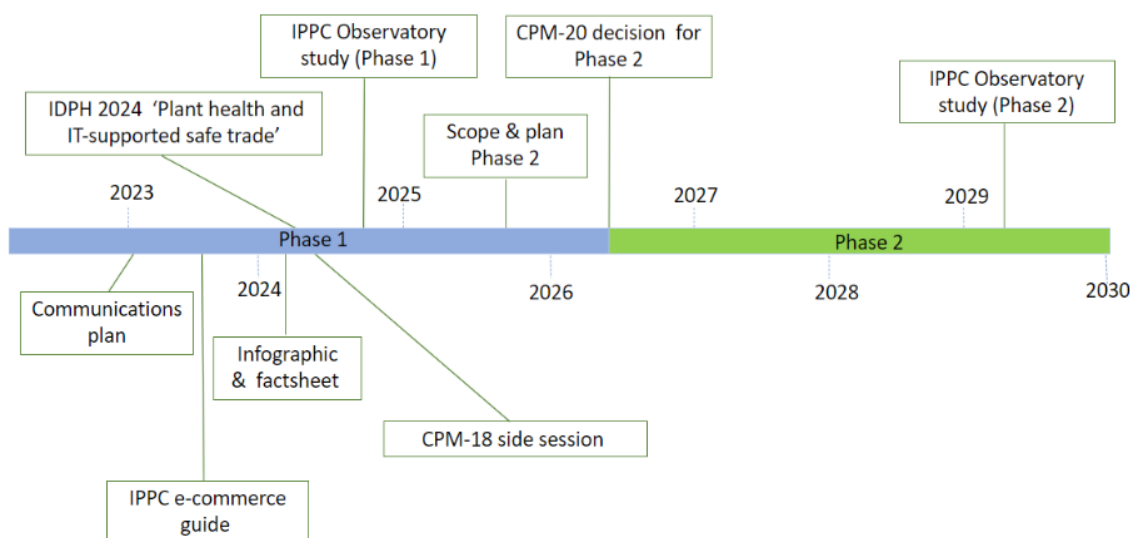 IPPC Observatory
study (Phase 1)
CPM-20 decision for
Phase 2
IPPC Observatory
study (Phase 2)
IDPH 2024 ‘Plant health and
IT-supported safe trade’
Scope & plan
Phase 2
2023
2025
2027
2029
Phase 1
Phase 2
2024
2026
2028
2030
Communications
plan
Infographic
& factsheet
CPM-18 side session
IPPC e-commerce
guide